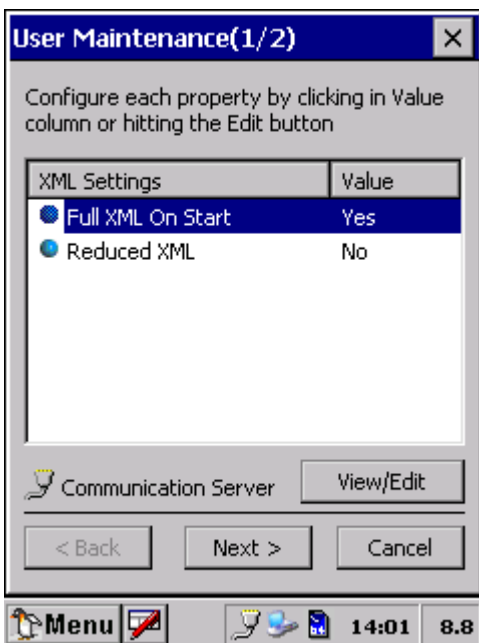 User Maintenance(1/2)
Configure each property by clicking in Value
column or hitting the Edit button
XML Settings Value
Full XML On Start Yes
Reduced XML No
Communication Server View/Edit
< Back Next > Cancel
Menu 14:01 8.8